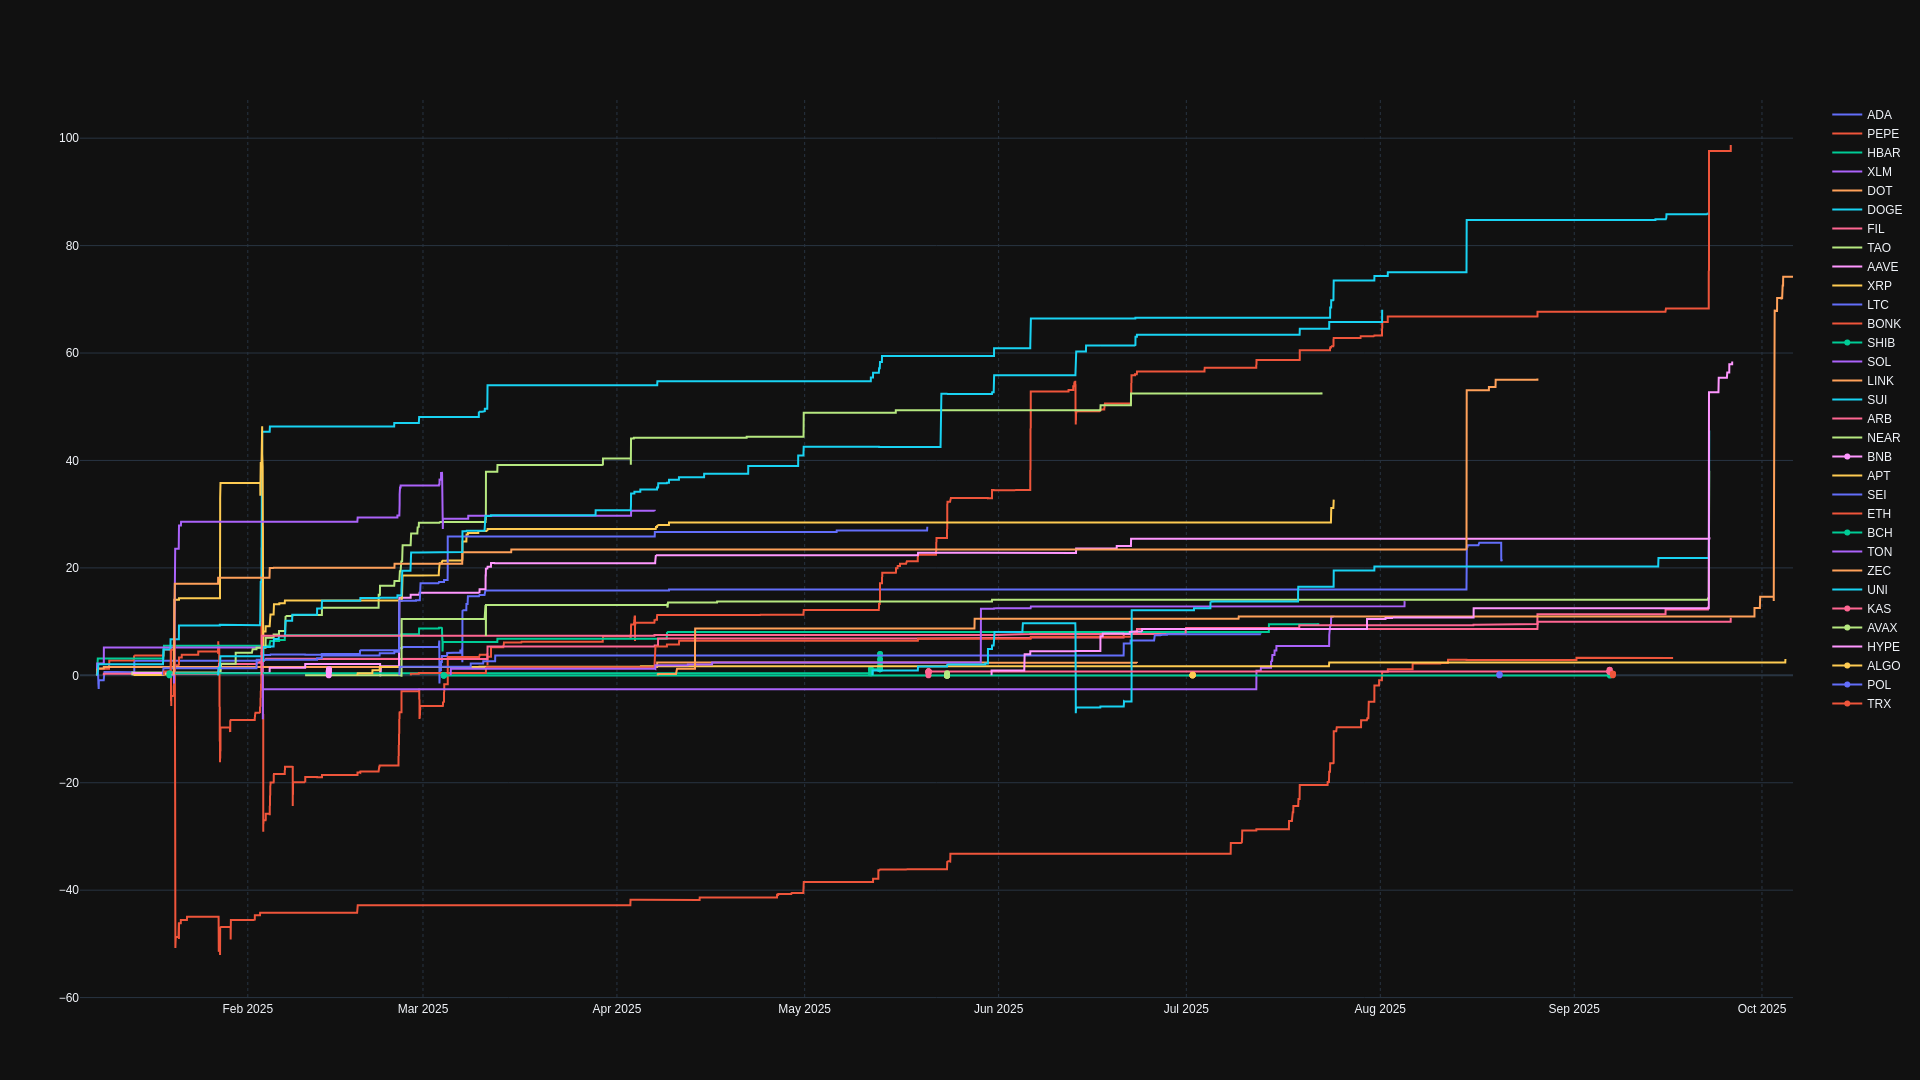 100
80
60
40
20
0
−20
−40
−60
Feb 2025
Mar 2025
Apr 2025
May 2025
Jun 2025
Jul 2025
Aug 2025
Sep 2025
Oct 2025
ADA
PEPE
HBAR
XLM
DOT
DOGE
FIL
TAO
AAVE
XRP
LTC
BONK
SHIB
SOL
LINK
SUI
ARB
NEAR
BNB
APT
SEI
ETH
BCH
TON
ZEC
UNI
KAS
AVAX
HYPE
ALGO
POL
TRX